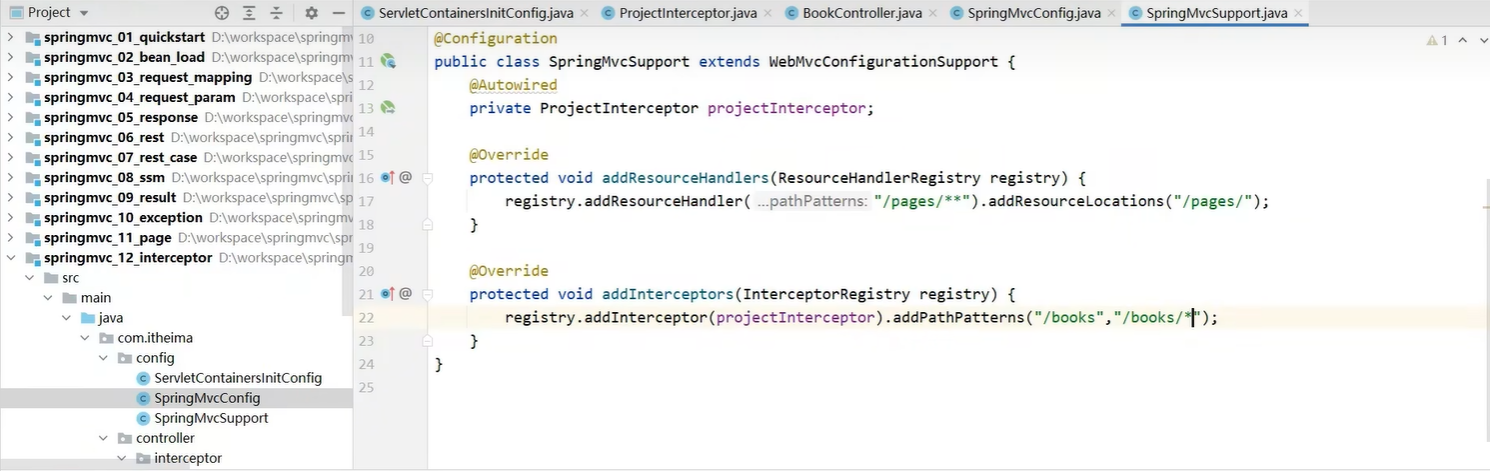 Project
springmvc_01_quickstart D:\workspace\springmv
springmvc_02_bean_load D:\workspace\springmv
springmvc_03_request_mapping D:\workspace\s
springmvc_04_request_param D:\workspace\spr
springmvc_05_response D:\workspace\springmvc
springmvc_06_rest D:\workspace\springmvc\spri
springmvc_07_rest_case D:\workspace\springmv
springmvc_08_ssm D:\workspace\springmvc\spri
springmvc_09_result D:\workspace\springmvc\sp
springmvc_10_exception D:\workspace\springmv
springmvc_11_page D:\workspace\springmvc\sp
springmvc_12_interceptor D:\workspace\springm
src
main
java
com.itheima
config
ServletContainersInitConfig
SpringMvcConfig
SpringMvcSupport
controller
interceptor
ServletContainersInitConfig.java
ProjectInterceptor.java
BookController.java
SpringMvcConfig.java
SpringMvcSupport.java
1
10 @Configuration
11 public class SpringMvcSupport extends WebMvcConfigurationSupport {
12 @Autowired
13 private ProjectInterceptor projectInterceptor;
14
15 @Override
16 @ protected void addResourceHandlers(ResourceHandlerRegistry registry) {
17 registry.addResourceHandler( ...pathPatterns: "/pages/**").addResourceLocations("/pages/");
18 }
19
20 @Override
21 @ protected void addInterceptors(InterceptorRegistry registry) {
22 registry.addInterceptor(projectInterceptor).addPathPatterns("/books","/books/*");
23 }
24 }
25